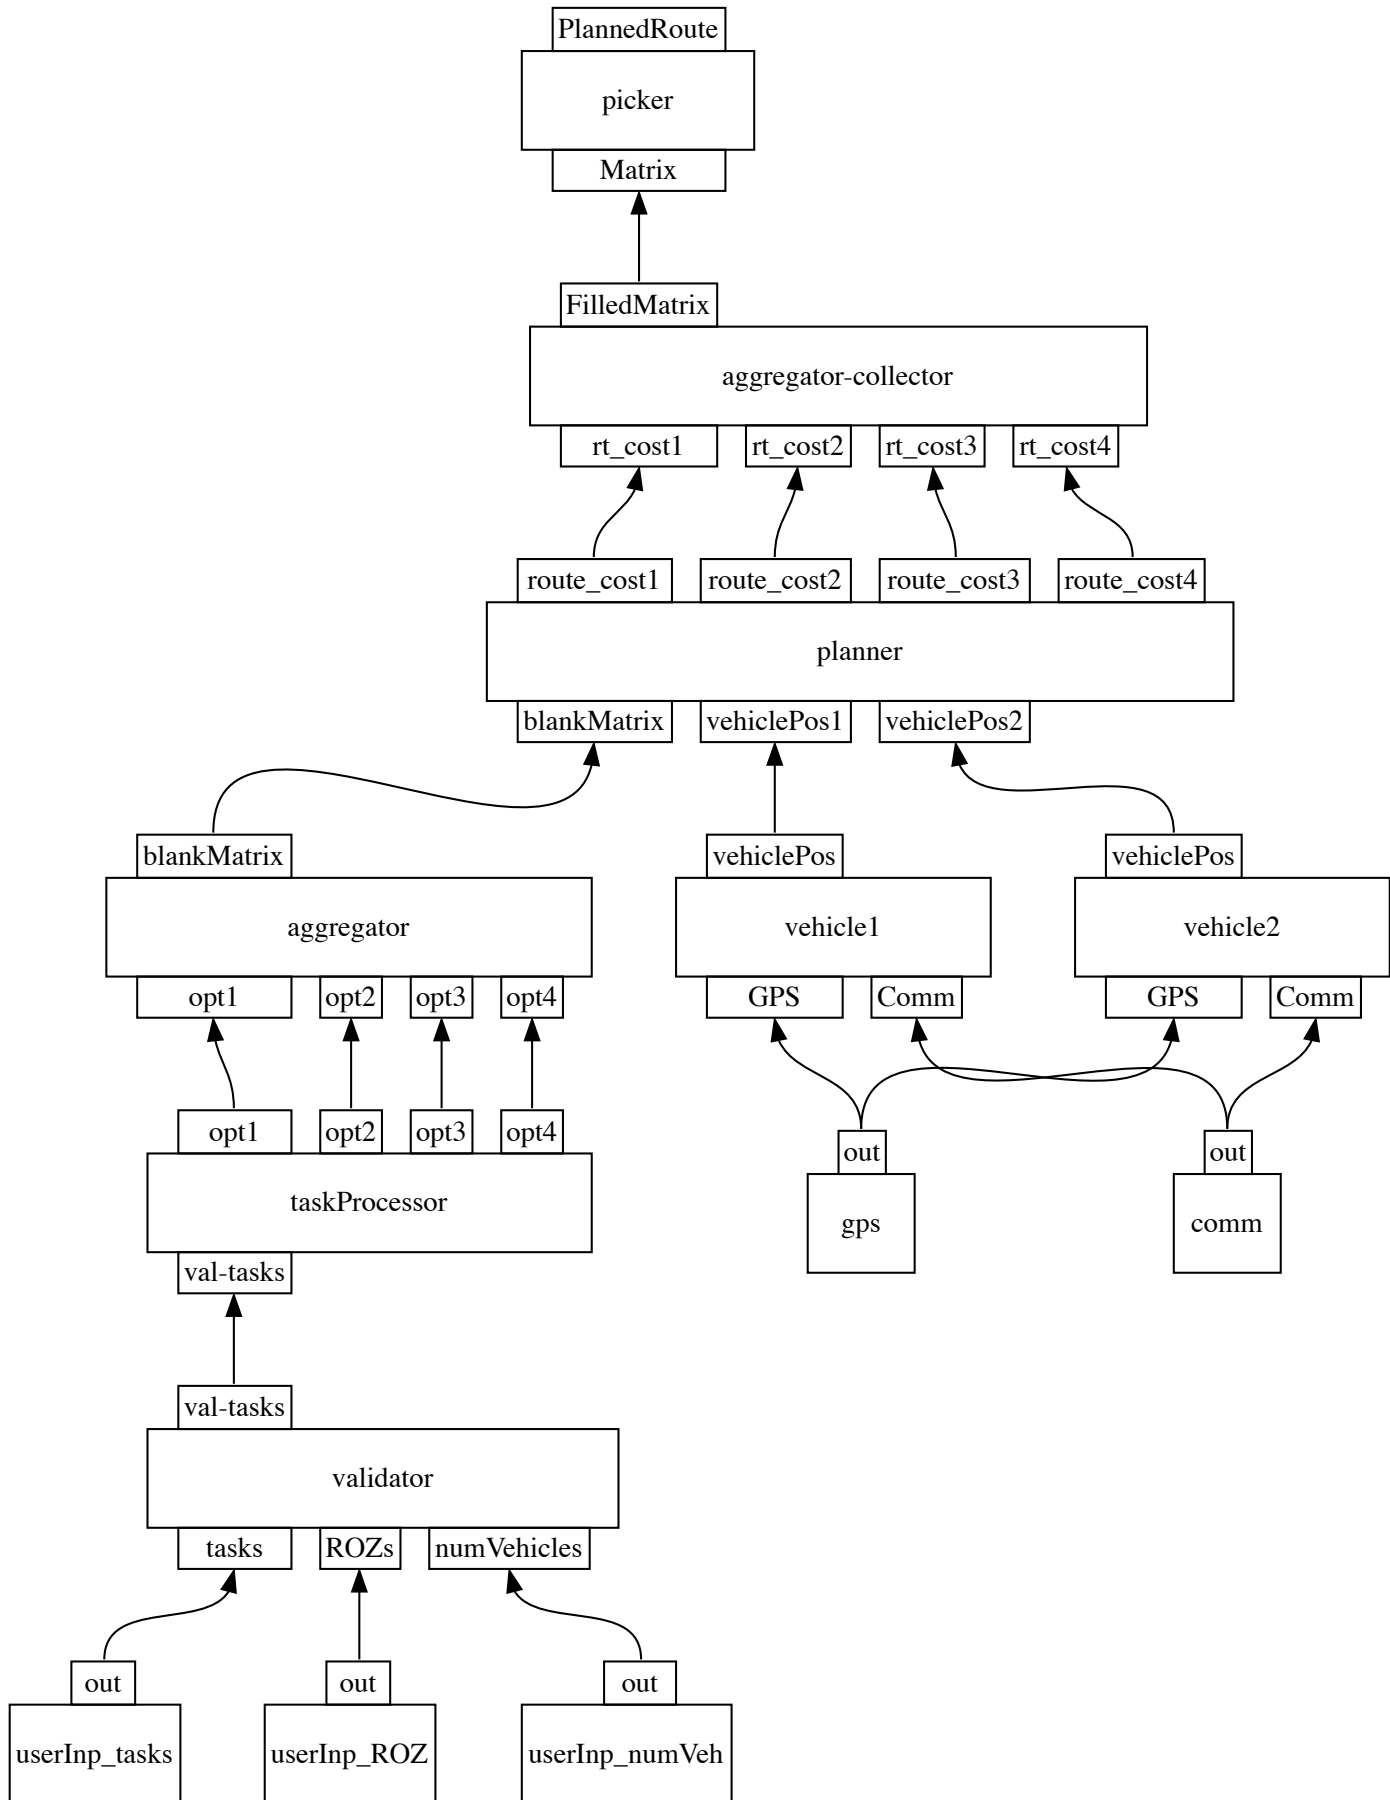 PlannedRoute
picker
Matrix
FilledMatrix
aggregator-collector
rt_cost1 rt_cost2 rt_cost3 rt_cost4
route_cost1 route_cost2 route_cost3 route_cost4
planner
blankMatrix vehiclePos1 vehiclePos2
blankMatrix vehiclePos vehiclePos
aggregator vehicle1 vehicle2
opt1 opt2 opt3 opt4 GPS Comm GPS Comm
opt1 opt2 opt3 opt4 out out
taskProcessor gps comm
val-tasks
val-tasks
validator
tasks ROZs numVehicles
out out out
userInp_tasks userInp_ROZ userInp_numVeh